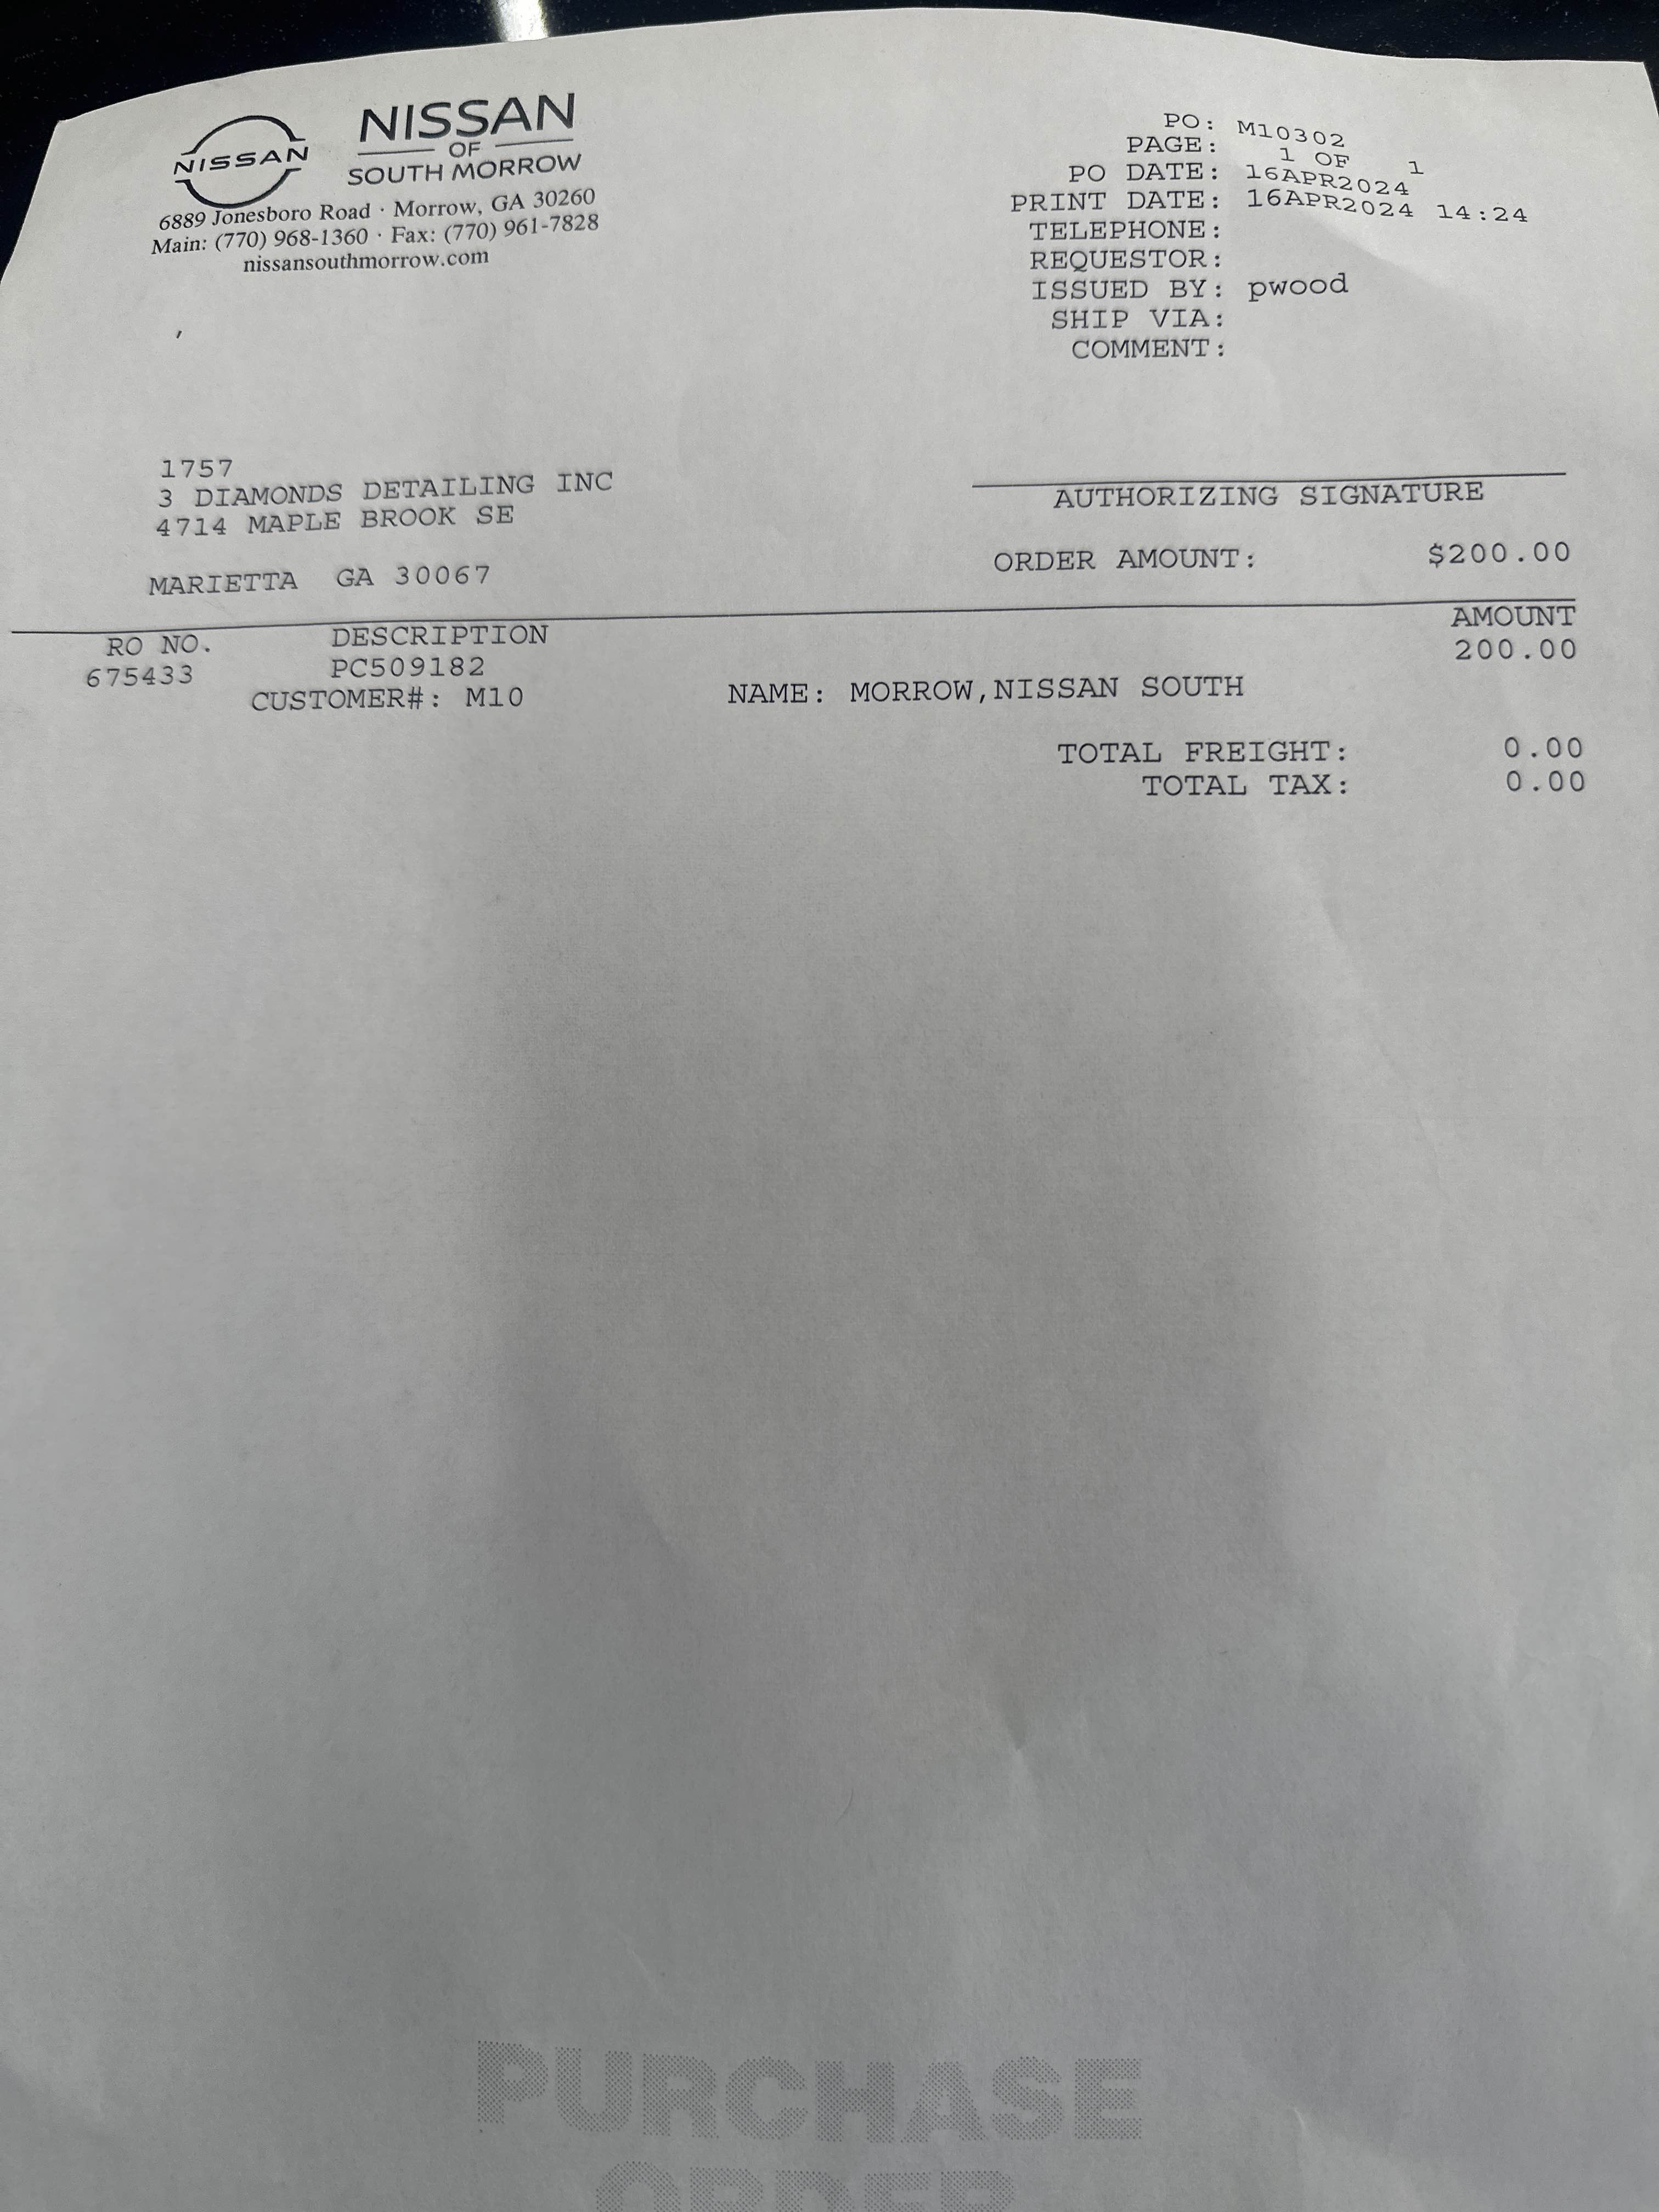 NISSAN
NISSAN
OF
SOUTH MORROW
6889 Jonesboro Road · Morrow, GA 30260
Main: (770) 968-1360 · Fax: (770) 961-7828
nissansouthmorrow.com
PO: M10302
PAGE: 1 OF 1
PO DATE: 16APR2024
PRINT DATE: 16APR2024 14:24
TELEPHONE:
REQUESTOR:
ISSUED BY: pwood
SHIP VIA:
COMMENT:
,
1757
3 DIAMONDS DETAILING INC
4714 MAPLE BROOK SE
MARIETTA GA 30067
AUTHORIZING SIGNATURE
ORDER AMOUNT: $200.00
RO NO. DESCRIPTION AMOUNT
675433 PC509182 200.00
CUSTOMER#: M10 NAME: MORROW,NISSAN SOUTH
TOTAL FREIGHT: 0.00
TOTAL TAX: 0.00
PURCHASE
ORDER